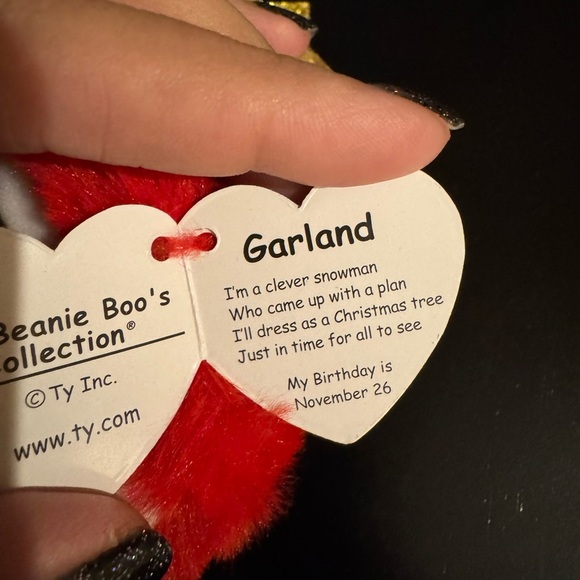 Beanie Boo's
Collection®
© Ty Inc.
www.ty.com
Garland
I'm a clever snowman
Who came up with a plan
I'll dress as a Christmas tree
Just in time for all to see
My Birthday is
November 26